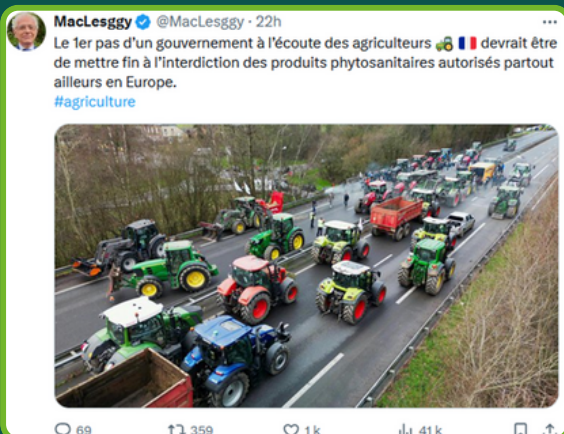 MacLesggy @MacLesggy · 22h
Le 1er pas d'un gouvernement à l'écoute des agriculteurs 🚜 🇫🇷 devrait être
de mettre fin à l'interdiction des produits phytosanitaires autorisés partout
ailleurs en Europe.
#agriculture
69 359 1k 41k